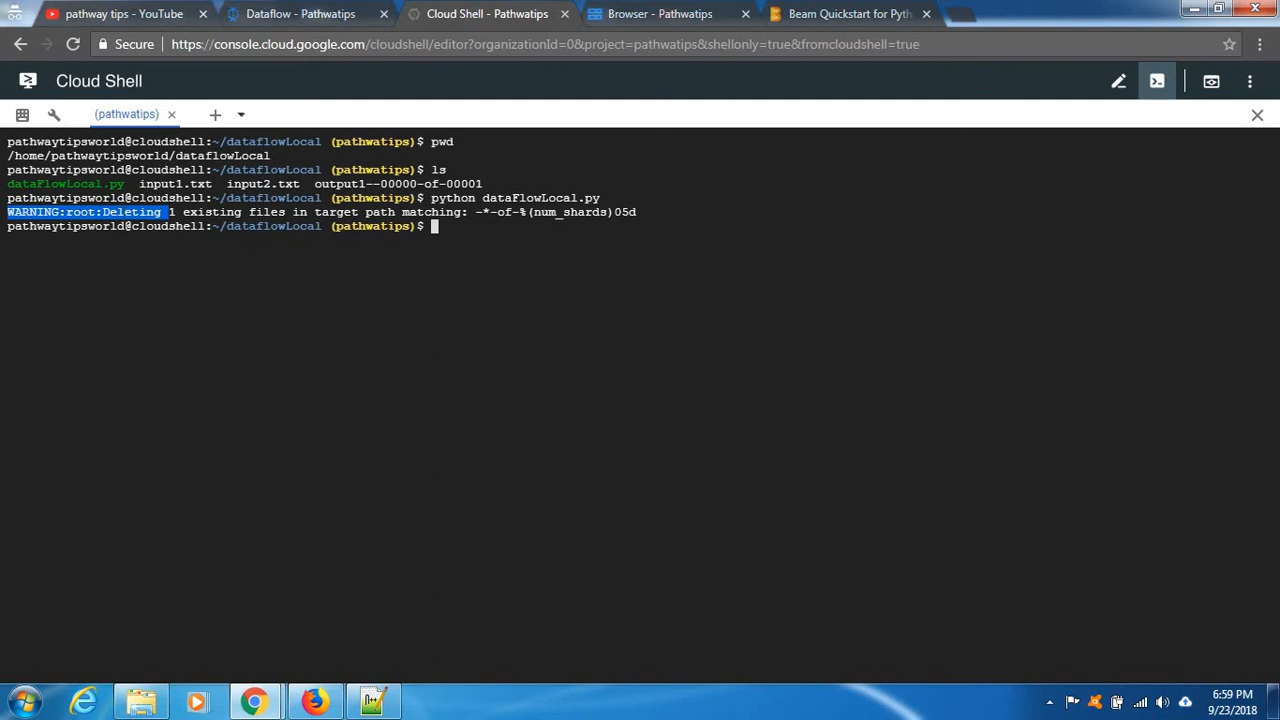 pathway tips - YouTube
Dataflow - Pathwatips
Cloud Shell - Pathwatips
Browser - Pathwatips
Beam Quickstart for Pyth
Secure
https://console.cloud.google.com/cloudshell/editor?organizationId=0&project=pathwatips&shellonly=true&fromcloudshell=true
Cloud Shell
(pathwatips)
pathwaytipsworld@cloudshell:~/dataflowLocal (pathwatips)$ pwd
/home/pathwaytipsworld/dataflowLocal
pathwaytipsworld@cloudshell:~/dataflowLocal (pathwatips)$ ls
dataFlowLocal.py input1.txt input2.txt output1--00000-of-00001
pathwaytipsworld@cloudshell:~/dataflowLocal (pathwatips)$ python dataFlowLocal.py
WARNING:root:Deleting 1 existing files in target path matching: -*-of-%(num_shards)05d
pathwaytipsworld@cloudshell:~/dataflowLocal (pathwatips)$
6:59 PM
9/23/2018